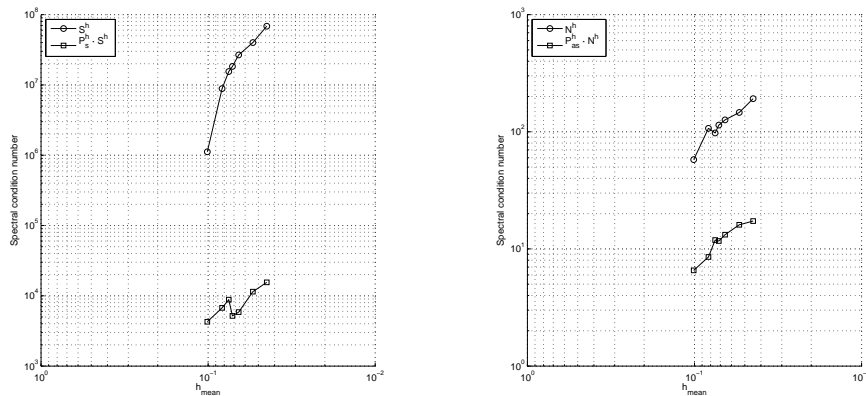 10^8
10^7
10^6
10^5
10^4
10^3
10^0
10^-1
10^-2
Spectral condition number
h_mean
S^h
P_s^h · S^h
10^3
10^2
10^1
10^0
10^0
10^-1
10^-
Spectral condition number
h_mean
N^h
P_as^h · N^h